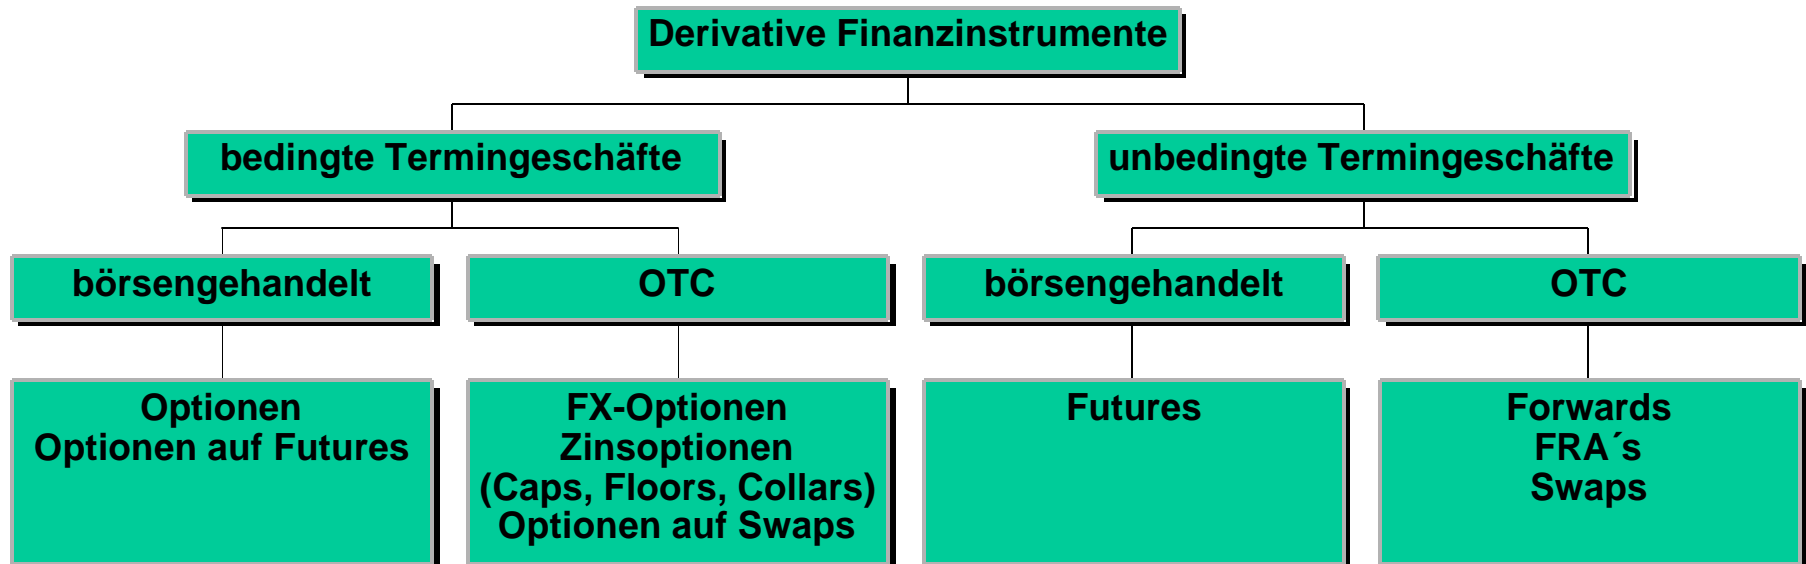 Derivative Finanzinstrumente
bedingte Termingeschäfte
unbedingte Termingeschäfte
börsengehandelt
OTC
börsengehandelt
OTC
Optionen
Optionen auf Futures
FX-Optionen
Zinsoptionen
(Caps, Floors, Collars)
Optionen auf Swaps
Futures
Forwards
FRA´s
Swaps